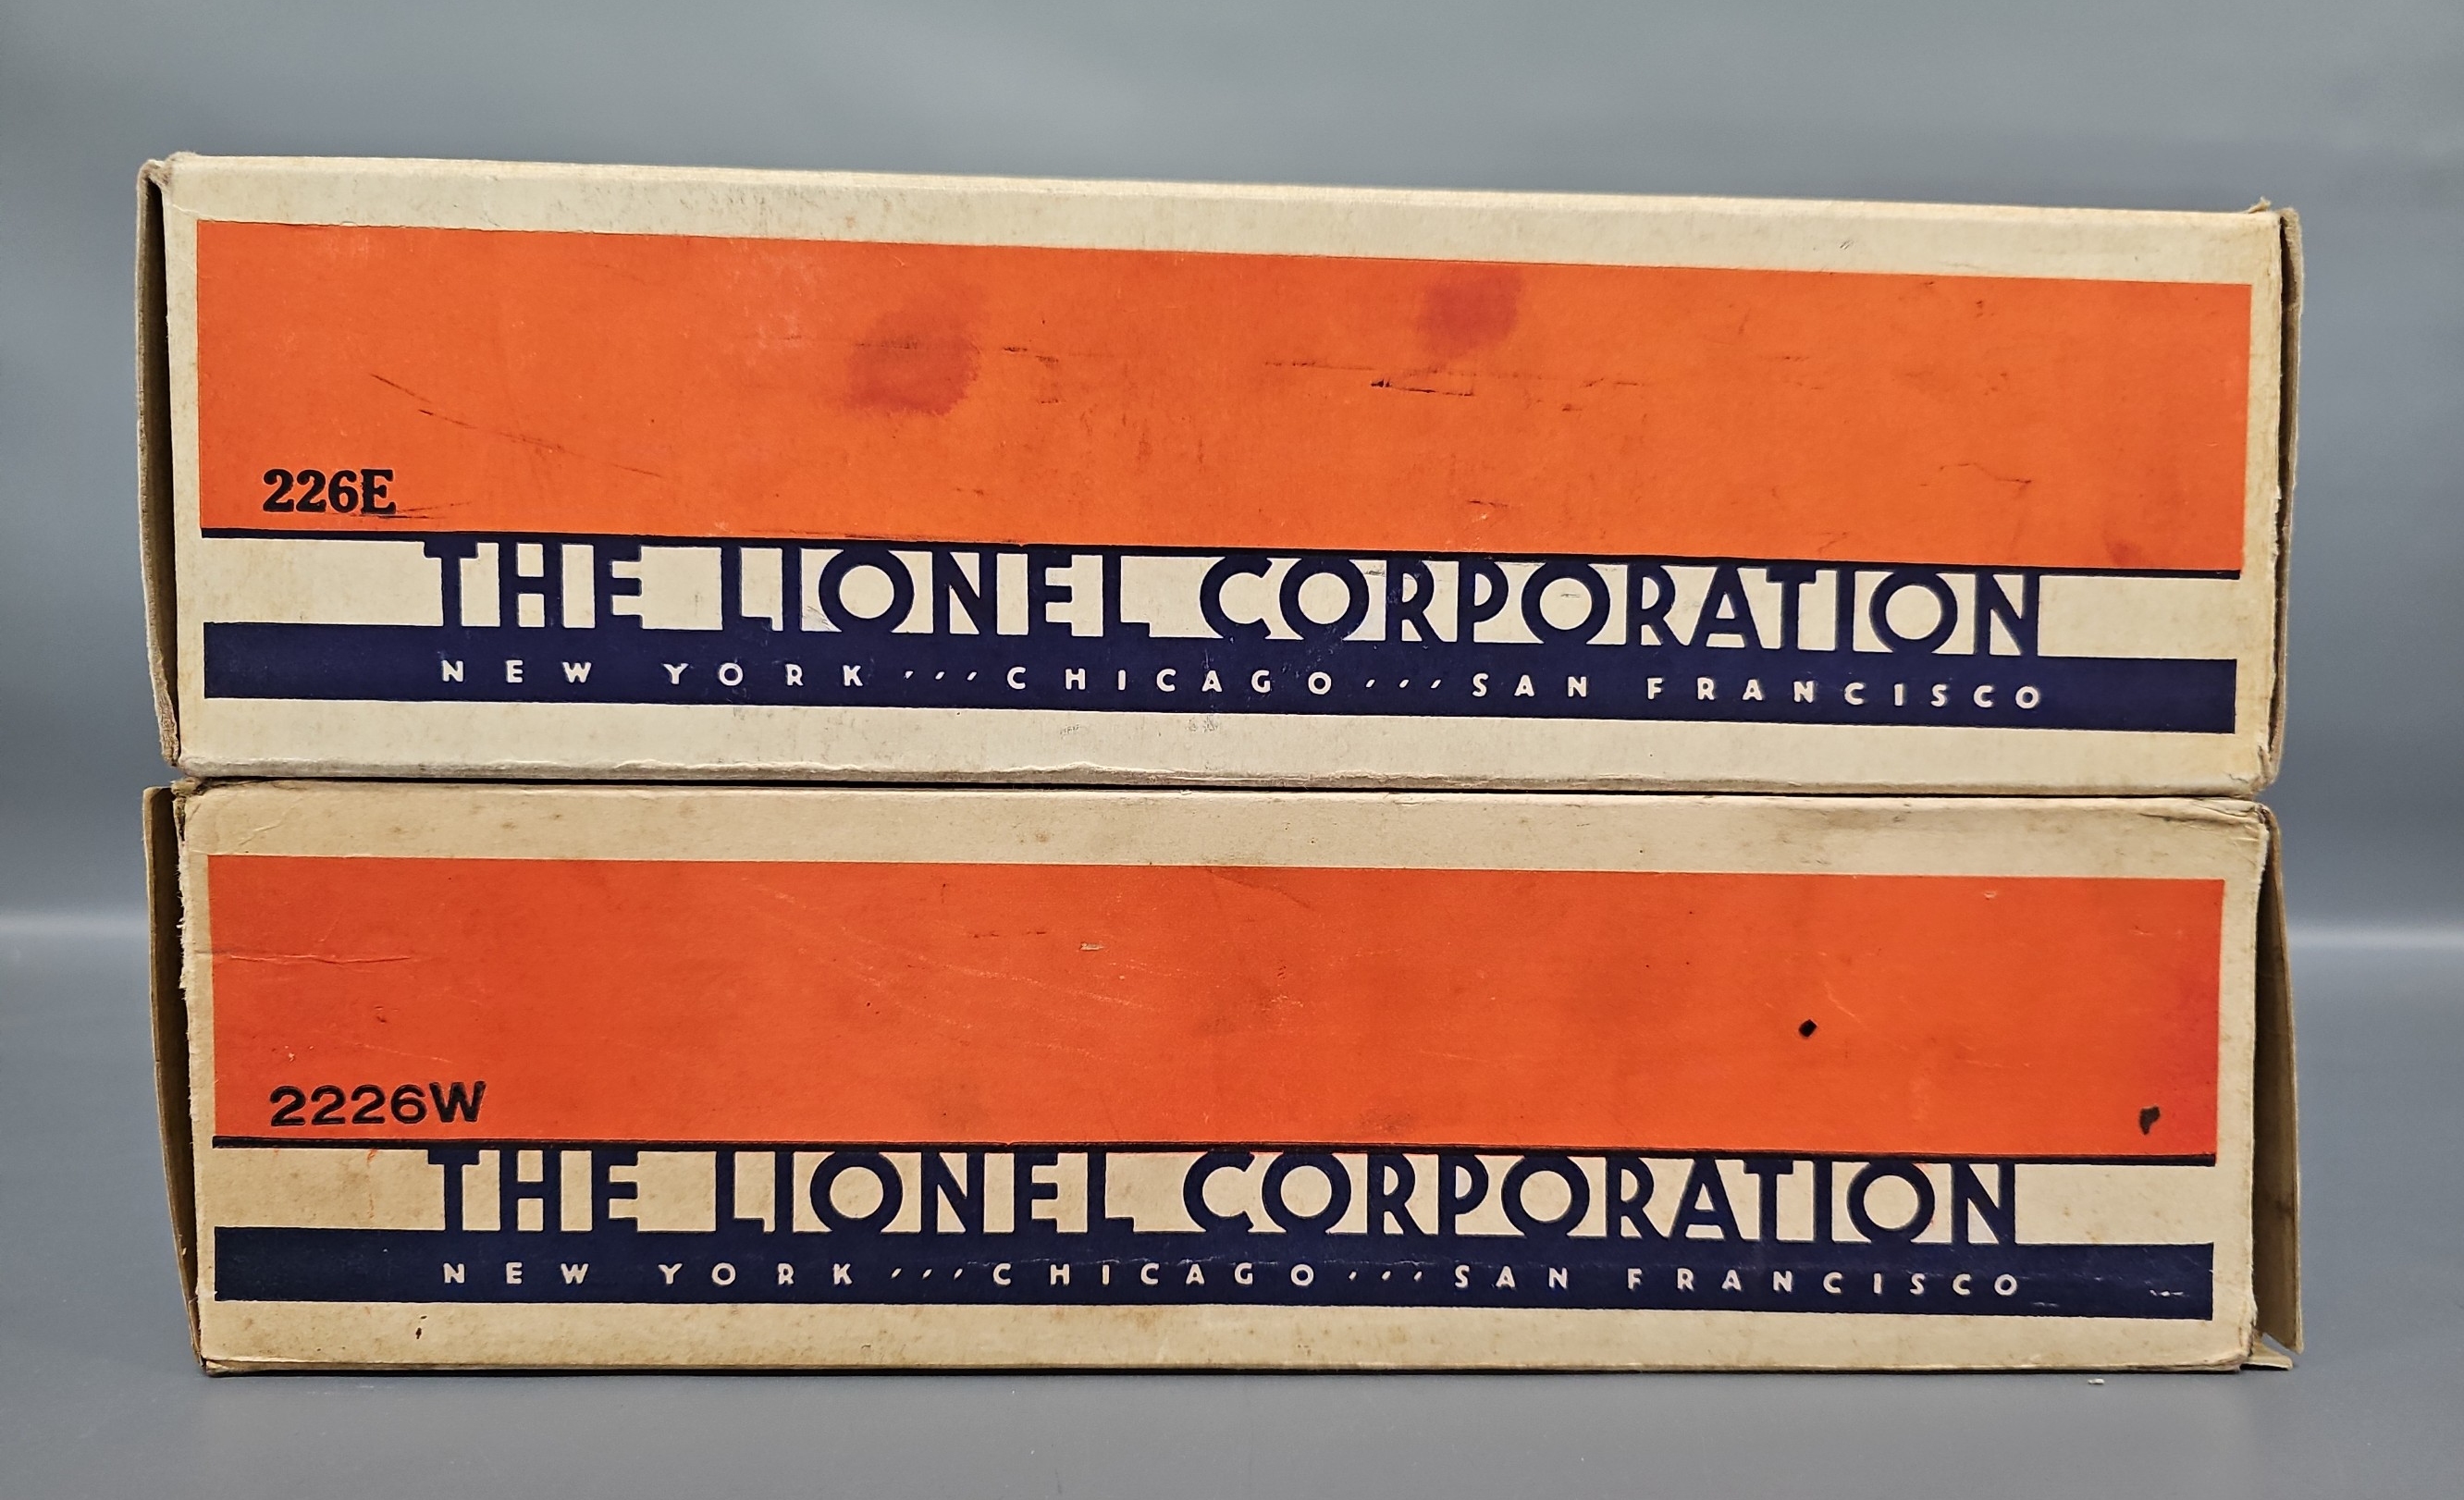 226E
THE LIONEL CORPORATION
NEW YORK ,,, CHICAGO ,,, SAN FRANCISCO
2226W
THE LIONEL CORPORATION
NEW YORK ,,, CHICAGO ,,, SAN FRANCISCO